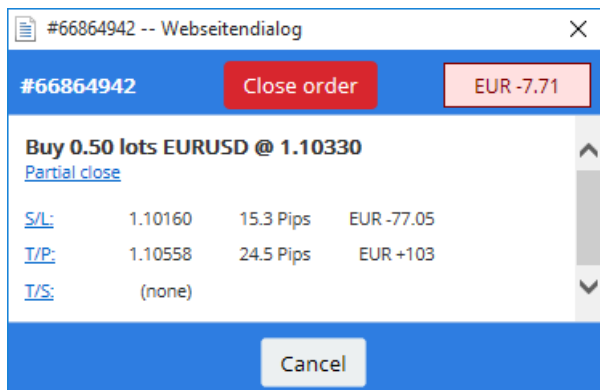 #66864942 -- Webseitendialog
#66864942 Close order EUR -7.71
Buy 0.50 lots EURUSD @ 1.10330
Partial close
S/L: 1.10160 15.3 Pips EUR -77.05
T/P: 1.10558 24.5 Pips EUR +103
T/S: (none)
Cancel